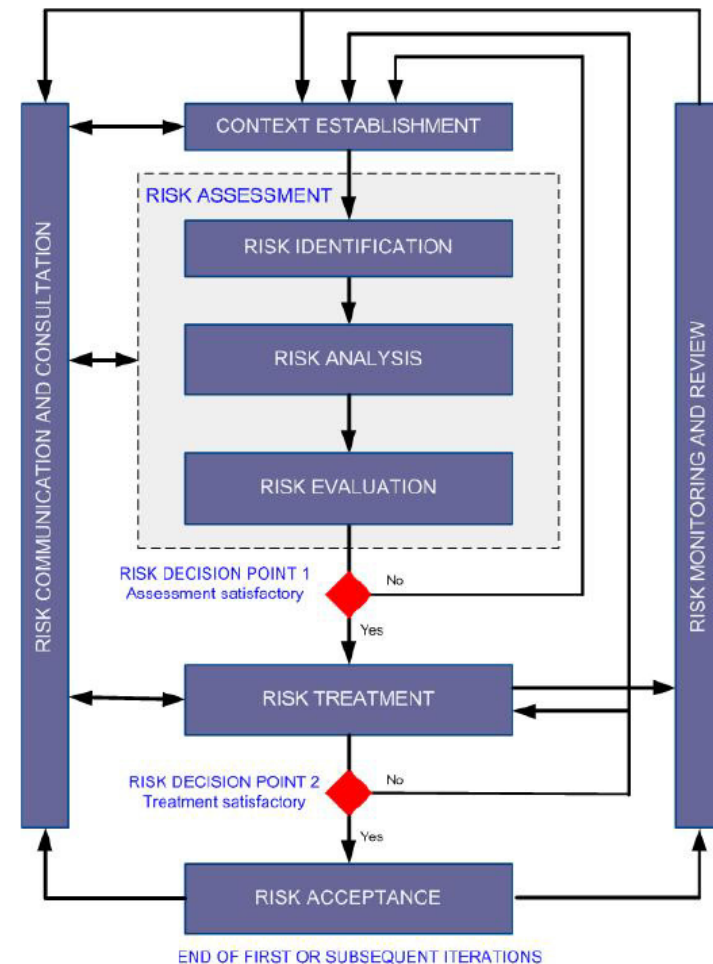 CONTEXT ESTABLISHMENT
RISK ASSESSMENT
RISK IDENTIFICATION
RISK ANALYSIS
RISK EVALUATION
RISK COMMUNICATION AND CONSULTATION
RISK MONITORING AND REVIEW
RISK DECISION POINT 1
Assessment satisfactory
No
Yes
RISK TREATMENT
RISK DECISION POINT 2
Treatment satisfactory
No
Yes
RISK ACCEPTANCE
END OF FIRST OR SUBSEQUENT ITERATIONS